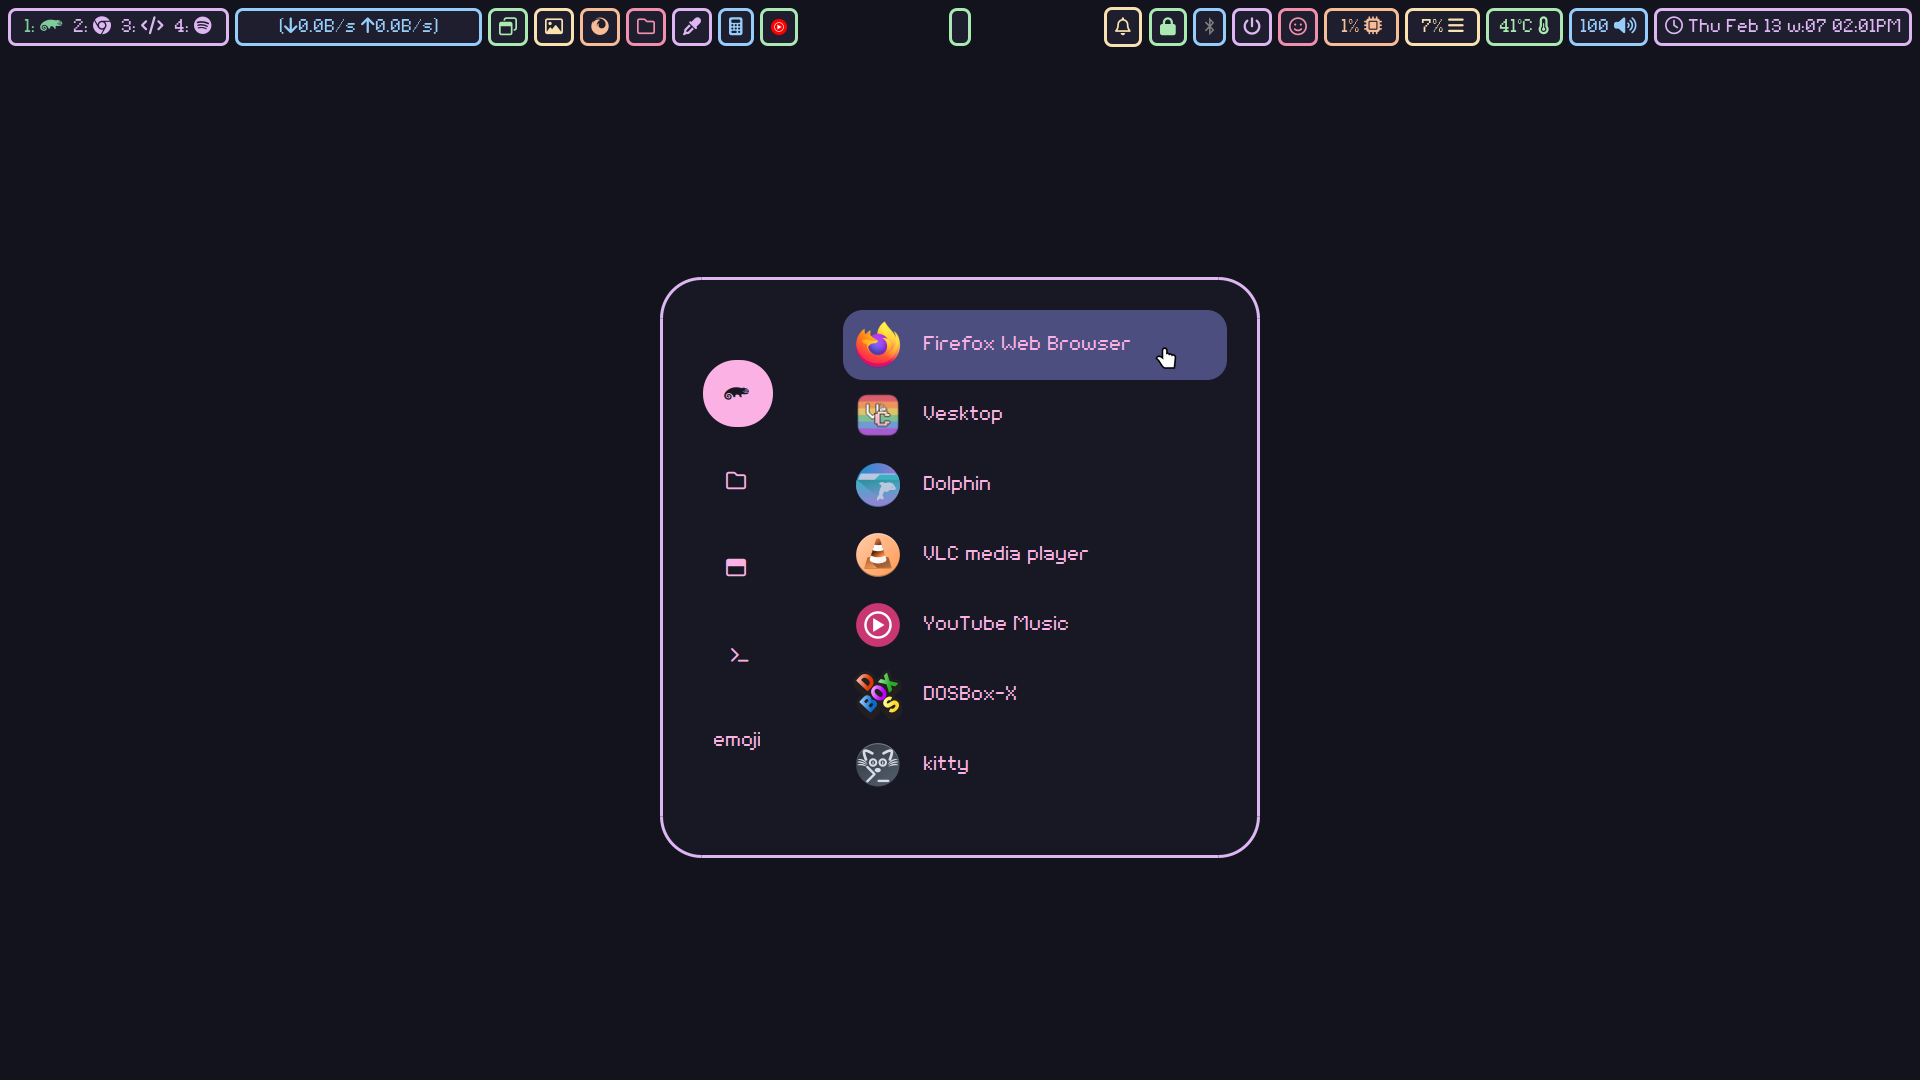 1: 2: 3: </> 4:
(↓0.0B/s ↑0.0B/s)
1%
7%
41°C
100
Thu Feb 13 w:07 02:01PM
Firefox Web Browser
Vesktop
Dolphin
VLC media player
YouTube Music
DOSBox-X
kitty
>_
emoji